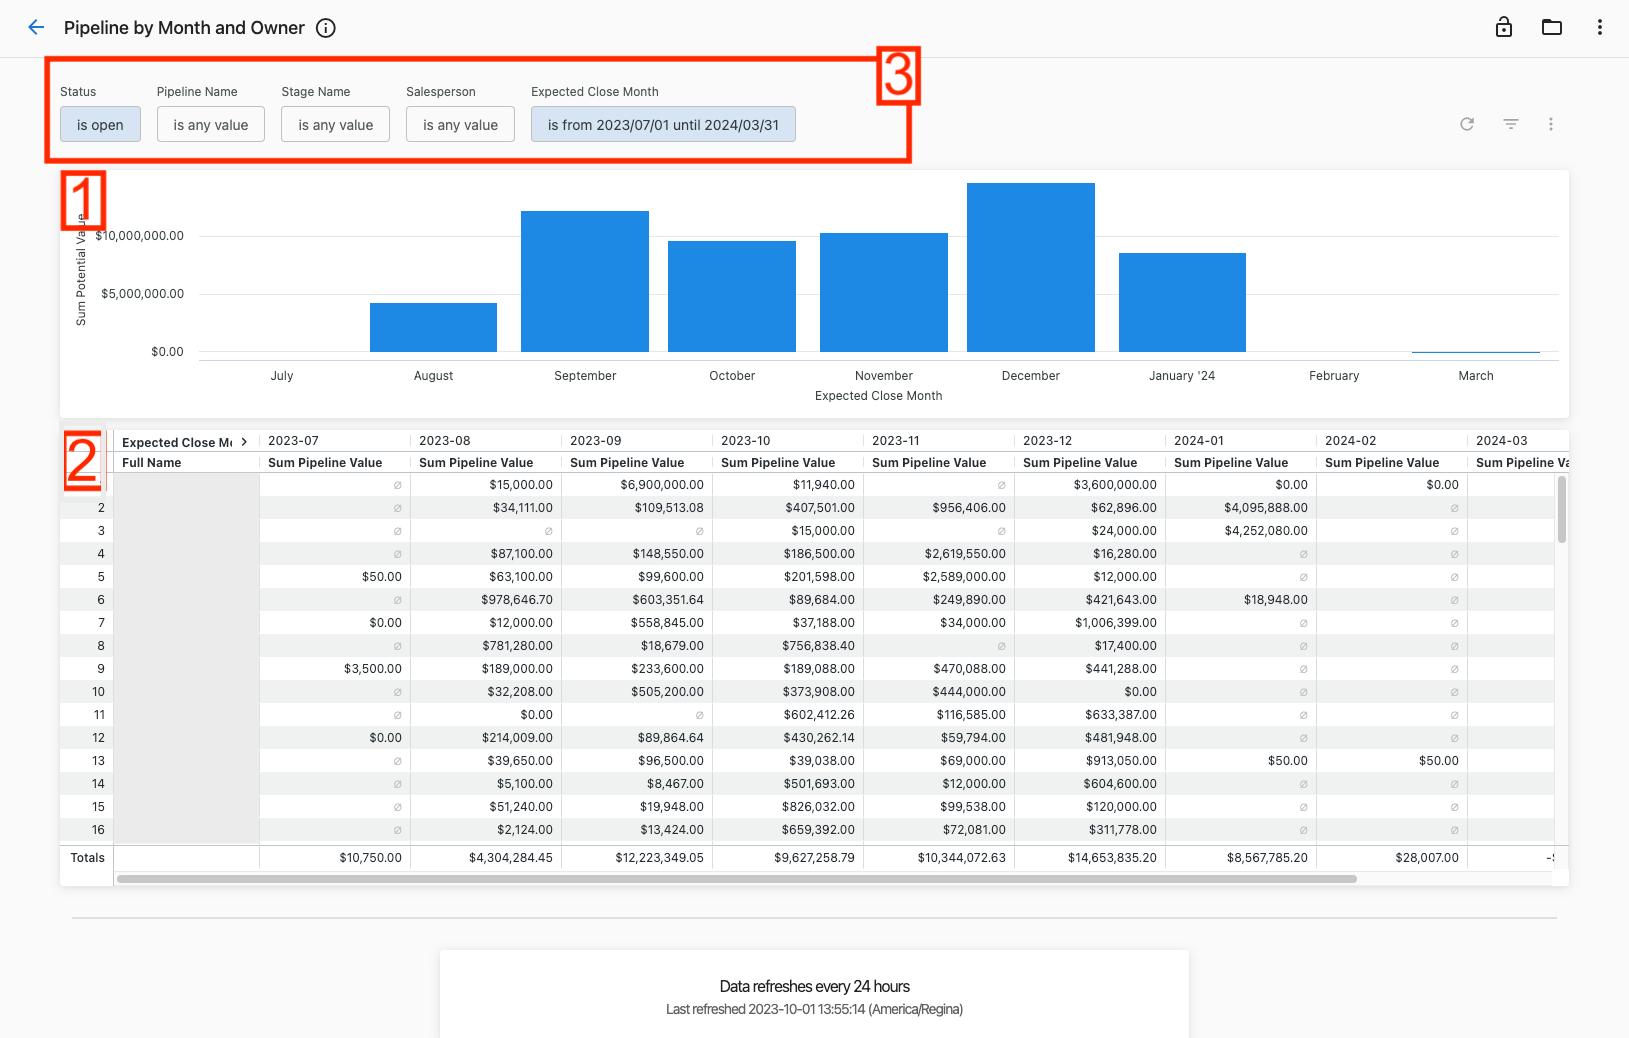 Pipeline by Month and Owner
3
Status Pipeline Name Stage Name Salesperson Expected Close Month
is open is any value is any value is any value is from 2023/07/01 until 2024/03/31
1
Sum Potential Value
$10,000,000.00
$5,000,000.00
$0.00
July August September October November December January '24 February March
Expected Close Month
2
Expected Close Mo 2023-07 2023-08 2023-09 2023-10 2023-11 2023-12 2024-01 2024-02 2024-03
Full Name Sum Pipeline Value Sum Pipeline Value Sum Pipeline Value Sum Pipeline Value Sum Pipeline Value Sum Pipeline Value Sum Pipeline Value Sum Pipeline Value Sum Pipeline Va
∅ $15,000.00 $6,900,000.00 $11,940.00 ∅ $3,600,000.00 $0.00 $0.00
2 ∅ $34,111.00 $109,513.08 $407,501.00 $956,406.00 $62,896.00 $4,095,888.00 ∅
3 ∅ ∅ ∅ $15,000.00 ∅ $24,000.00 $4,252,080.00 ∅
4 ∅ $87,100.00 $148,550.00 $186,500.00 $2,619,550.00 $16,280.00 ∅ ∅
5 $50.00 $63,100.00 $99,600.00 $201,598.00 $2,589,000.00 $12,000.00 ∅ ∅
6 ∅ $978,646.70 $603,351.64 $89,684.00 $249,890.00 $421,643.00 $18,948.00 ∅
7 $0.00 $12,000.00 $558,845.00 $37,188.00 $34,000.00 $1,006,399.00 ∅ ∅
8 ∅ $781,280.00 $18,679.00 $756,838.40 ∅ $17,400.00 ∅ ∅
9 $3,500.00 $189,000.00 $233,600.00 $189,088.00 $470,088.00 $441,288.00 ∅ ∅
10 ∅ $32,208.00 $505,200.00 $373,908.00 $444,000.00 $0.00 ∅ ∅
11 ∅ $0.00 ∅ $602,412.26 $116,585.00 $633,387.00 ∅ ∅
12 $0.00 $214,009.00 $89,864.64 $430,262.14 $59,794.00 $481,948.00 ∅ ∅
13 ∅ $39,650.00 $96,500.00 $39,038.00 $69,000.00 $913,050.00 $50.00 $50.00
14 ∅ $5,100.00 $8,467.00 $501,693.00 $12,000.00 $604,600.00 ∅ ∅
15 ∅ $51,240.00 $19,948.00 $826,032.00 $99,538.00 $120,000.00 ∅ ∅
16 ∅ $2,124.00 $13,424.00 $659,392.00 $72,081.00 $311,778.00 ∅ ∅
Totals $10,750.00 $4,304,284.45 $12,223,349.05 $9,627,258.79 $10,344,072.63 $14,653,835.20 $8,567,785.20 $28,007.00
Data refreshes every 24 hours
Last refreshed 2023-10-01 13:55:14 (America/Regina)